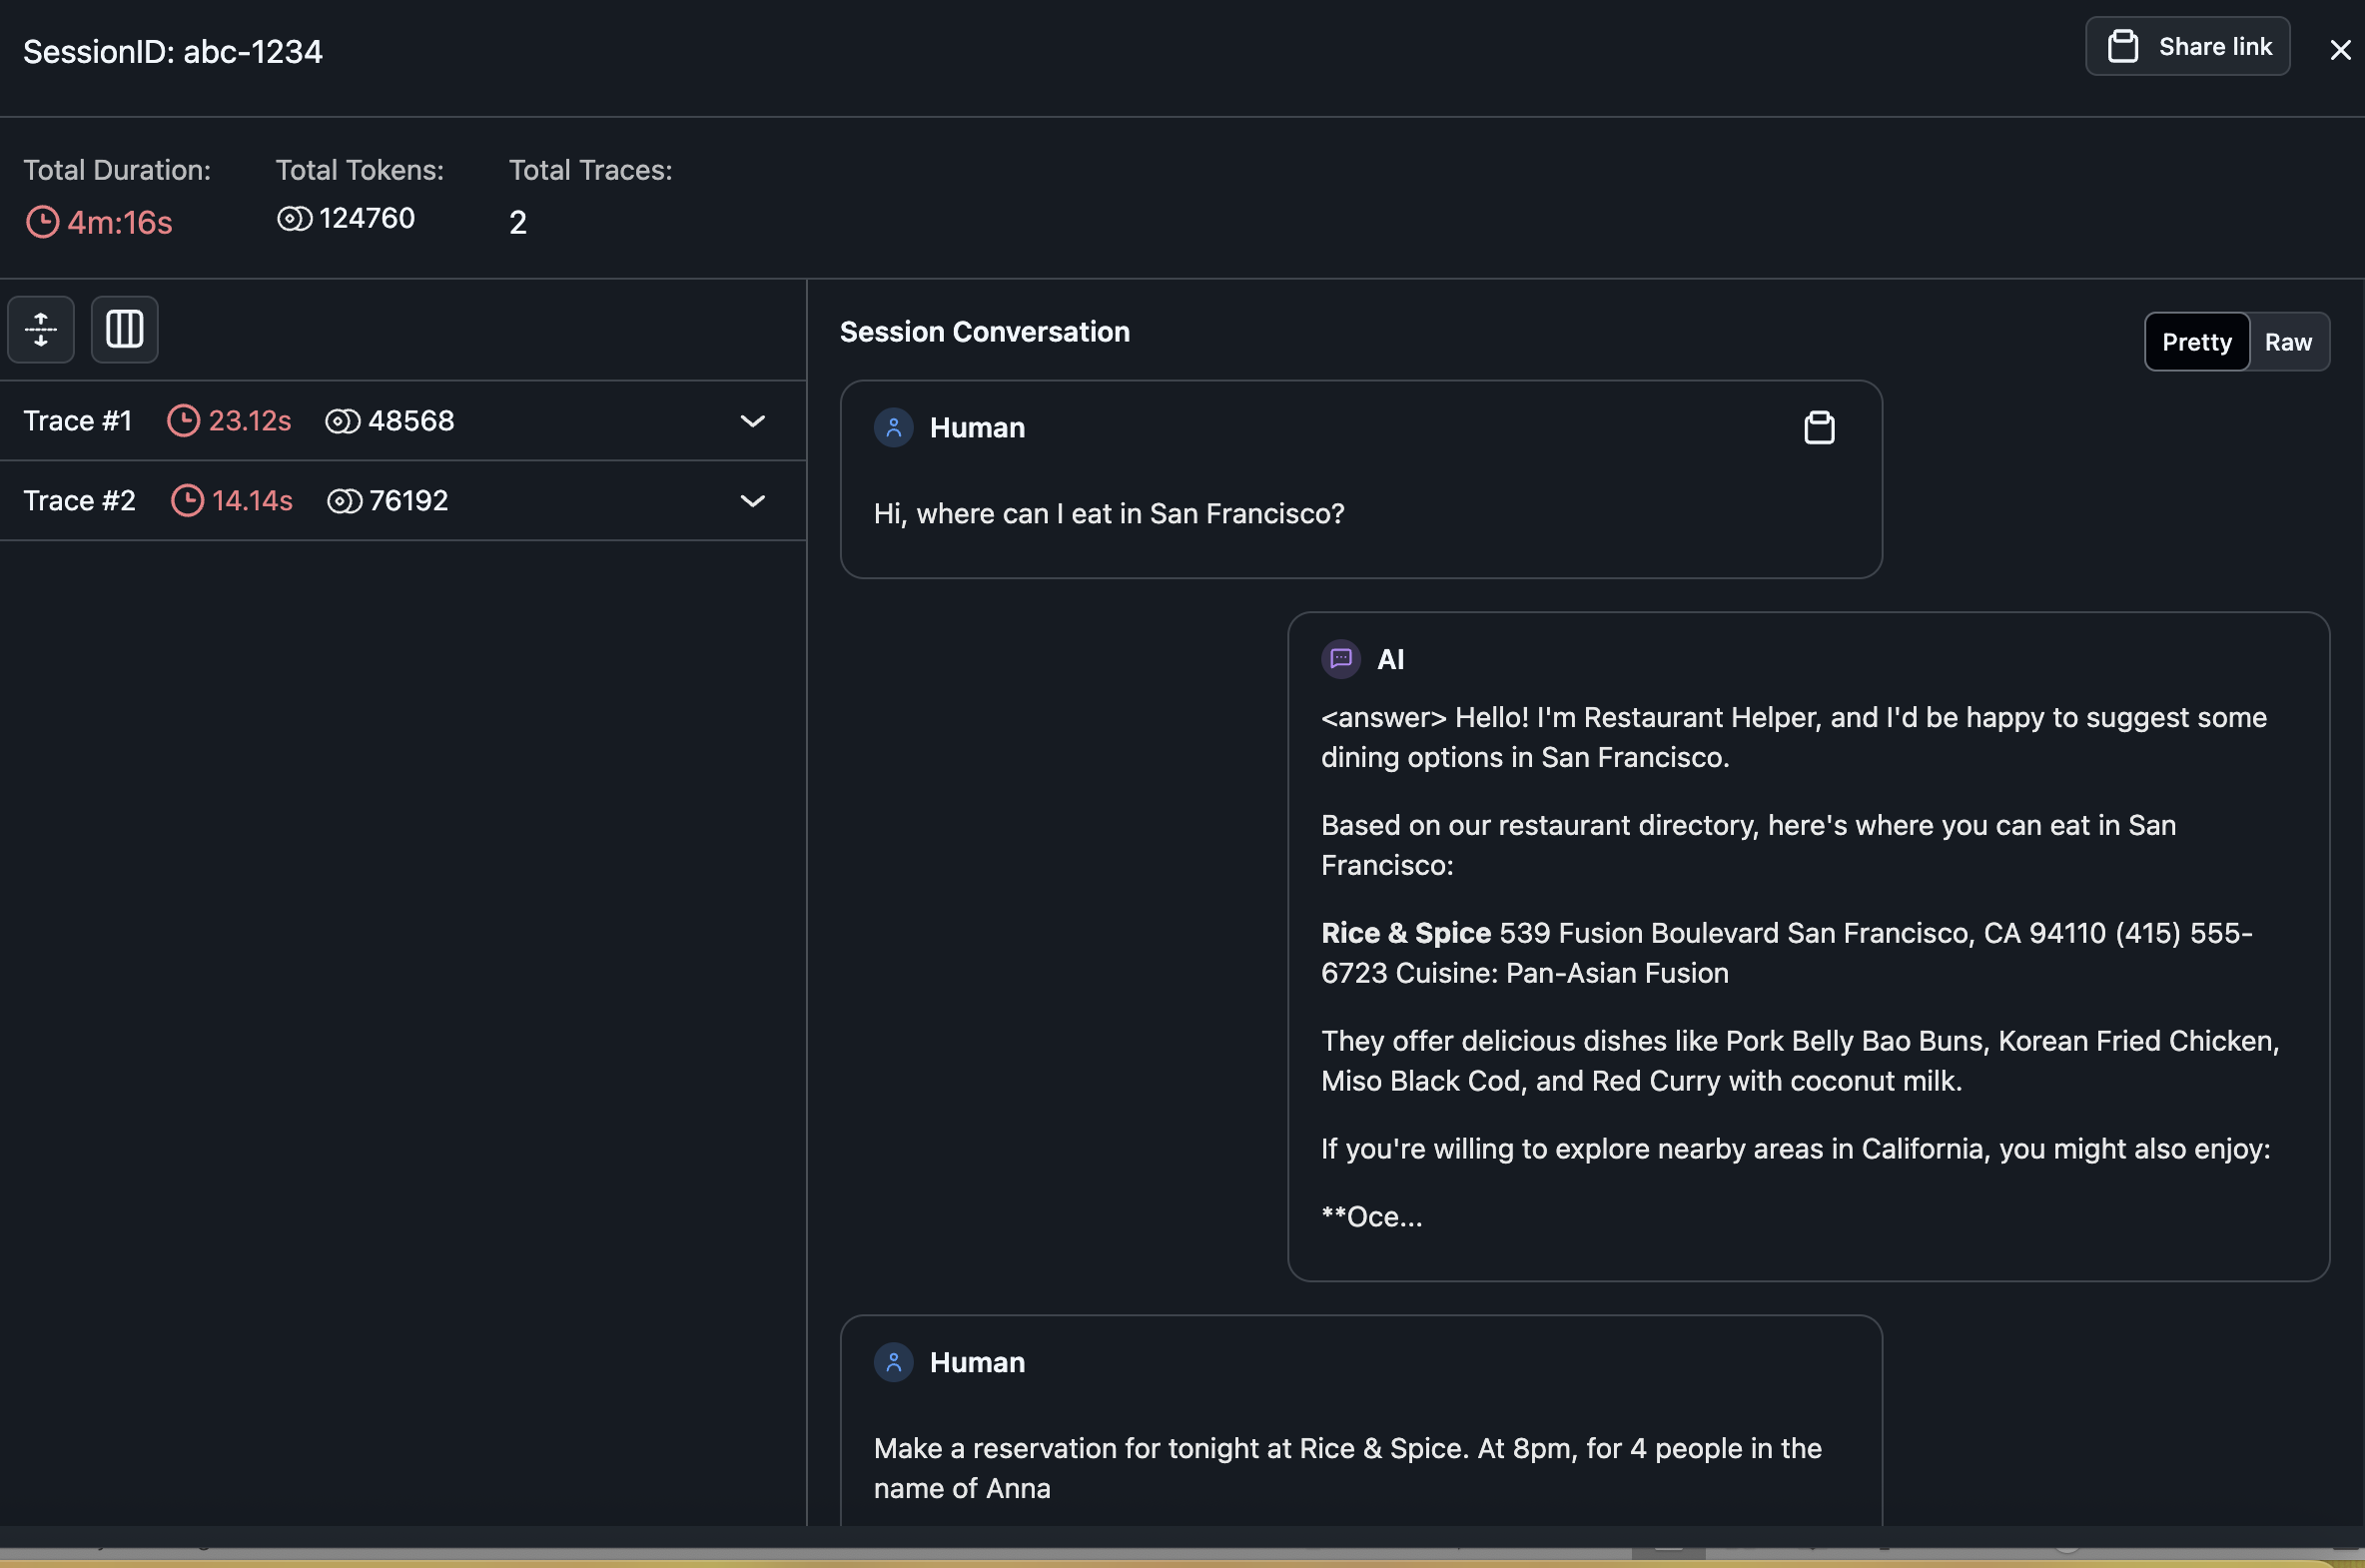 SessionID: abc-1234
Share link
Total Duration:
Total Tokens:
Total Traces:
4m:16s
124760
2
Trace #1 23.12s 48568
Trace #2 14.14s 76192
Session Conversation
Pretty
Raw
Human
Hi, where can I eat in San Francisco?
AI
<answer> Hello! I'm Restaurant Helper, and I'd be happy to suggest some
dining options in San Francisco.
Based on our restaurant directory, here's where you can eat in San
Francisco:
Rice & Spice 539 Fusion Boulevard San Francisco, CA 94110 (415) 555-
6723 Cuisine: Pan-Asian Fusion
They offer delicious dishes like Pork Belly Bao Buns, Korean Fried Chicken,
Miso Black Cod, and Red Curry with coconut milk.
If you're willing to explore nearby areas in California, you might also enjoy:
**Oce...
Human
Make a reservation for tonight at Rice & Spice. At 8pm, for 4 people in the
name of Anna